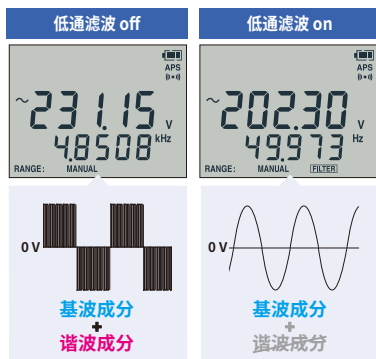 低通滤波 off
APS
~ 231.15 V
4.8508 kHz
RANGE: MANUAL
0 V
基波成分
+
谐波成分
低通滤波 on
APS
~ 202.30 V
49.973 Hz
RANGE: MANUAL FILTER
0 V
基波成分
+
谐波成分